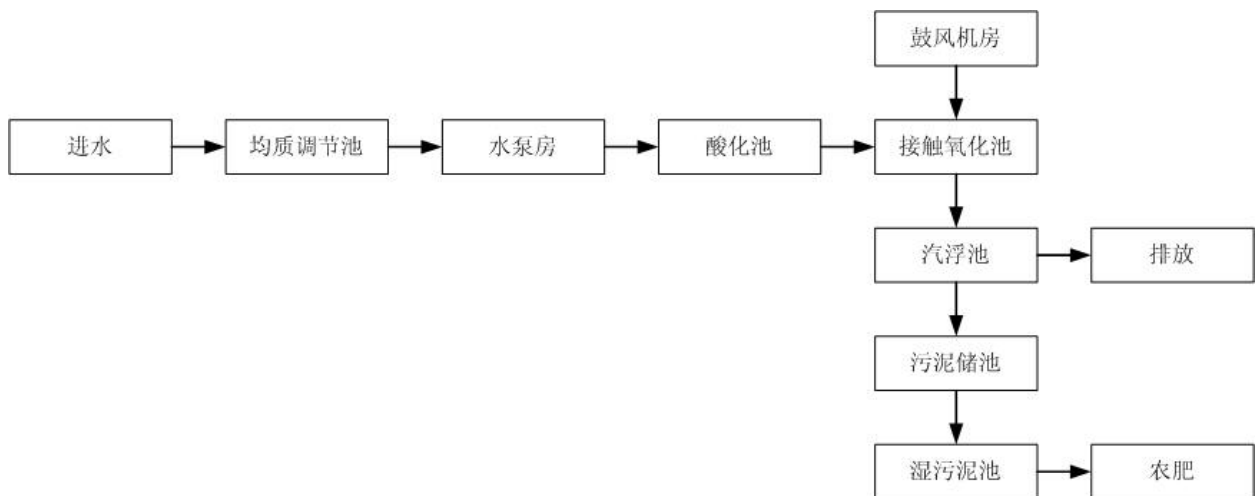 鼓风机房
进水
均质调节池
水泵房
酸化池
接触氧化池
汽浮池
排放
污泥储池
湿污泥池
农肥